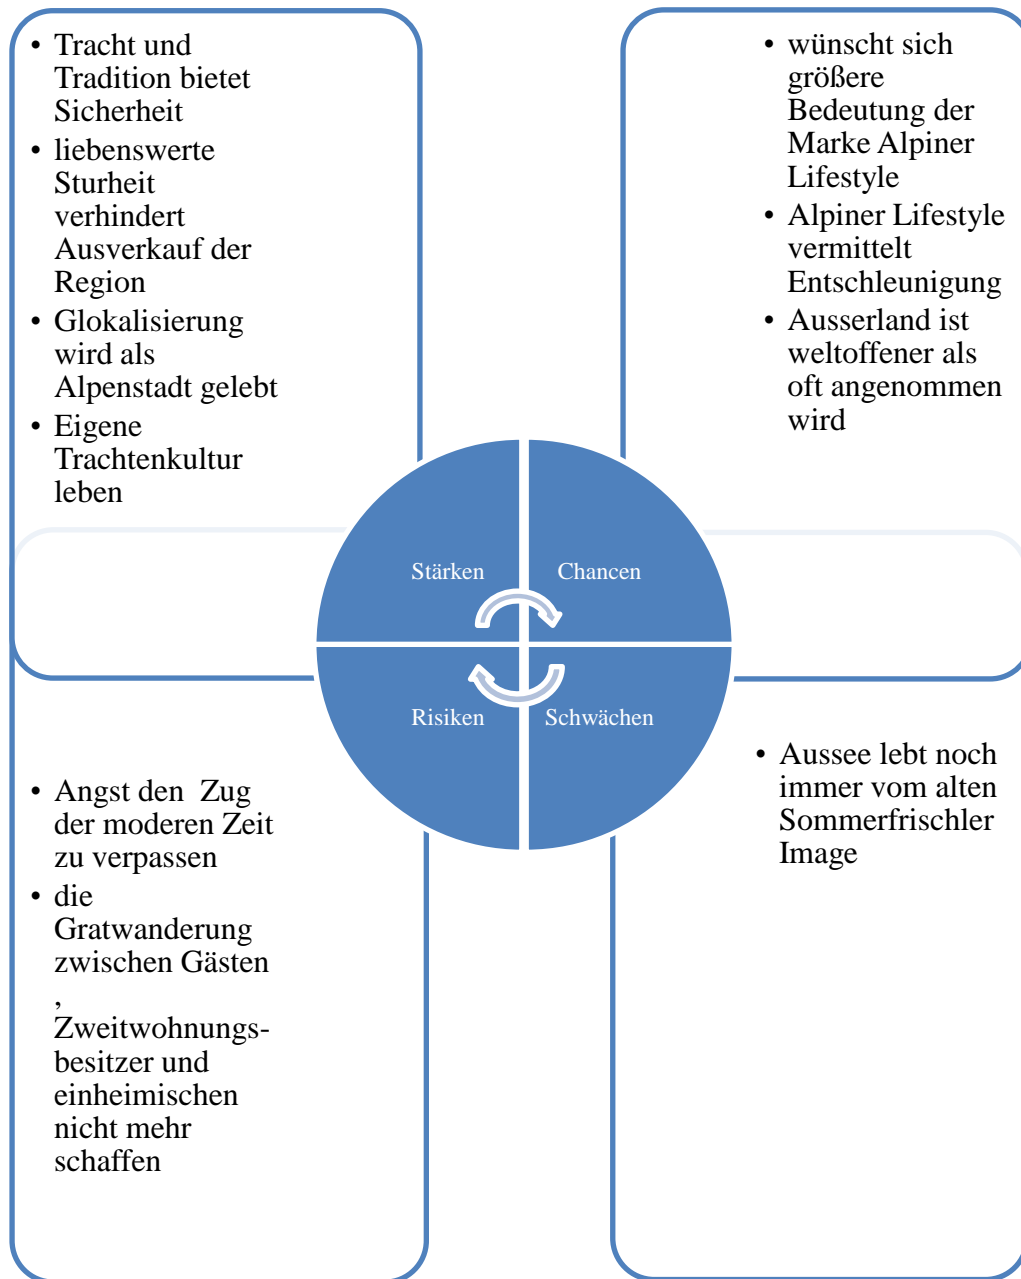 • Tracht und
Tradition bietet
Sicherheit
• liebenswerte
Sturheit
verhindert
Ausverkauf der
Region
• Glokalisierung
wird als
Alpenstadt gelebt
• Eigene
Trachtenkultur
leben
• wünscht sich
größere
Bedeutung der
Marke Alpiner
Lifestyle
• Alpiner Lifestyle
vermittelt
Entschleunigung
• Ausserland ist
weltoffener als
oft angenommen
wird
Stärken
Chancen
Risiken
Schwächen
• Angst den Zug
der moderen Zeit
zu verpassen
• die
Gratwanderung
zwischen Gästen
,
Zweitwohnungs-
besitzer und
einheimischen
nicht mehr
schaffen
• Aussee lebt noch
immer vom alten
Sommerfrischler
Image